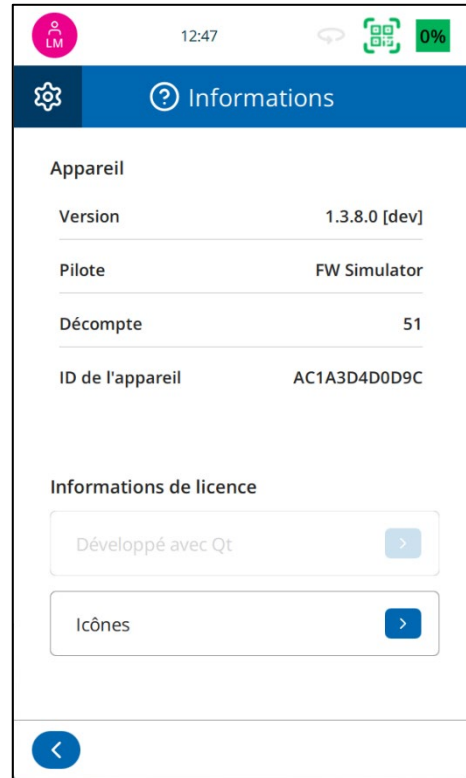 LM
12:47
0%
Informations
Appareil
Version 1.3.8.0 [dev]
Pilote FW Simulator
Décompte 51
ID de l'appareil AC1A3D4D0D9C
Informations de licence
Développé avec Qt
Icônes